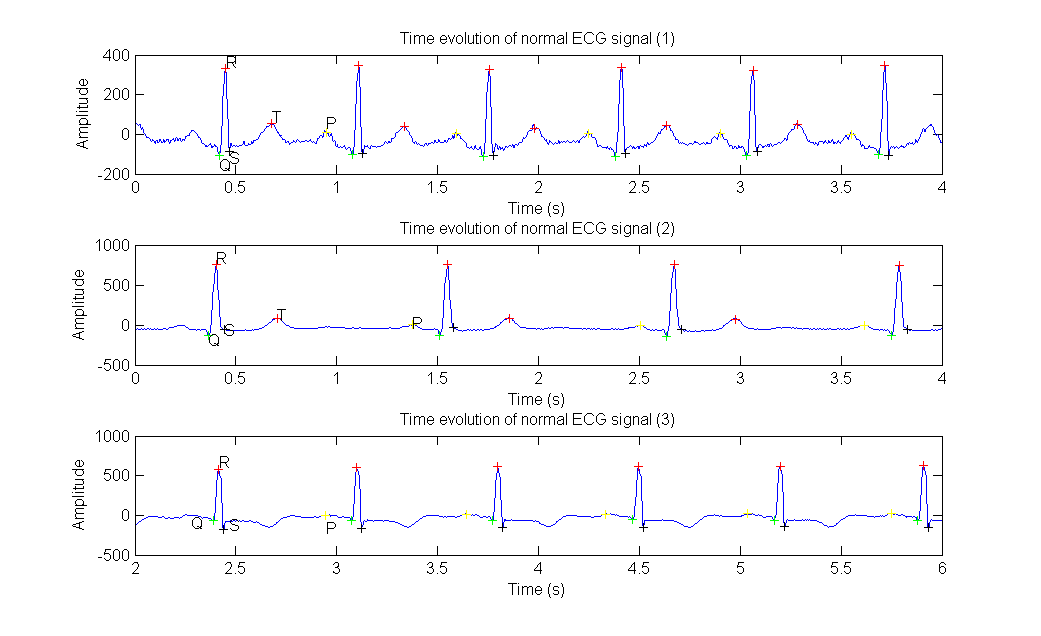 Time evolution of normal ECG signal (1)
Amplitude
400
200
0
-200
R
T
P
Q
S
0 0.5 1 1.5 2 2.5 3 3.5 4
Time (s)
Time evolution of normal ECG signal (2)
Amplitude
1000
500
0
-500
R
T
P
S
Q
0 0.5 1 1.5 2 2.5 3 3.5 4
Time (s)
Time evolution of normal ECG signal (3)
Amplitude
1000
500
0
-500
R
Q
S
P
2 2.5 3 3.5 4 4.5 5 5.5 6
Time (s)